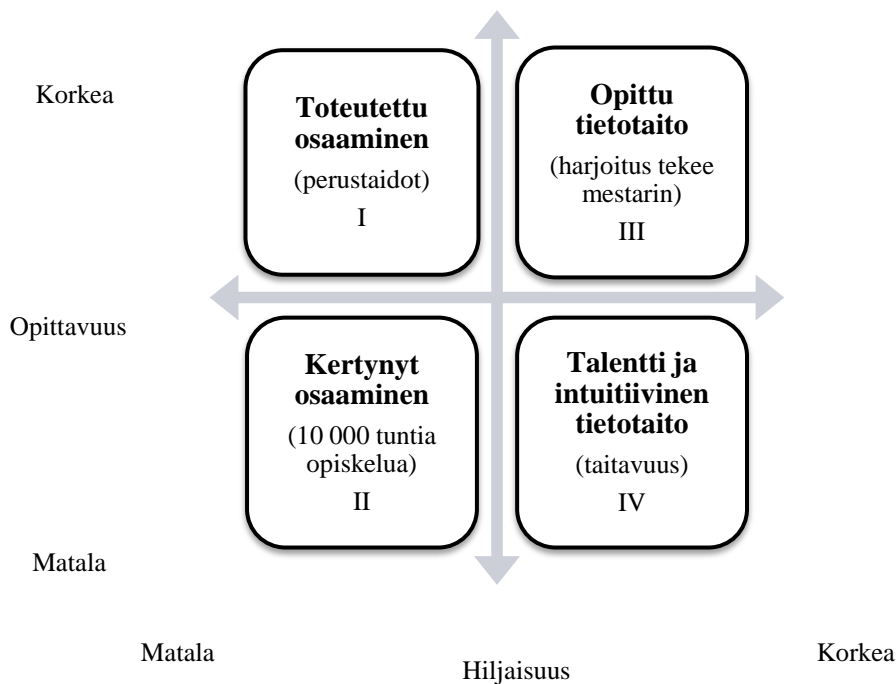 Korkea
Toteutettu
osaaminen
(perustaidot)
I
Opittu
tietotaito
(harjoitus tekee
mestarin)
III
Opittavuus
Kertynyt
osaaminen
(10 000 tuntia
opiskelua)
II
Talentti ja
intuitiivinen
tietotaito
(taitavuus)
IV
Matala
Matala
Hiljaisuus
Korkea